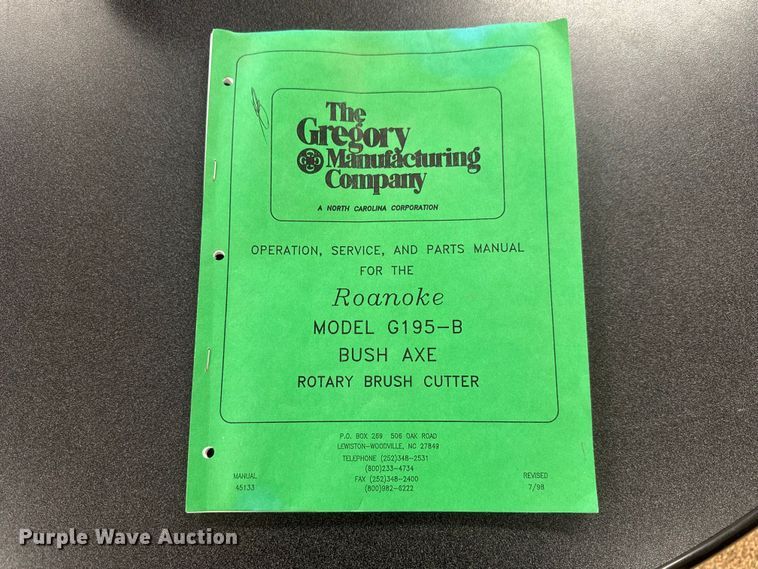 The
Gregory
Manufacturing
Company
A NORTH CAROLINA CORPORATION
OPERATION, SERVICE, AND PARTS MANUAL
FOR THE
Roanoke
MODEL G195-B
BUSH AXE
ROTARY BRUSH CUTTER
P.O. BOX 269 506 OAK ROAD
LEWISTON-WOODVILLE, NC 27849
TELEPHONE (252)348-2531
(800)233-4734
FAX (252)348-2400
(800)982-6222
MANUAL
45133
REVISED
7/98
Purple Wave Auction